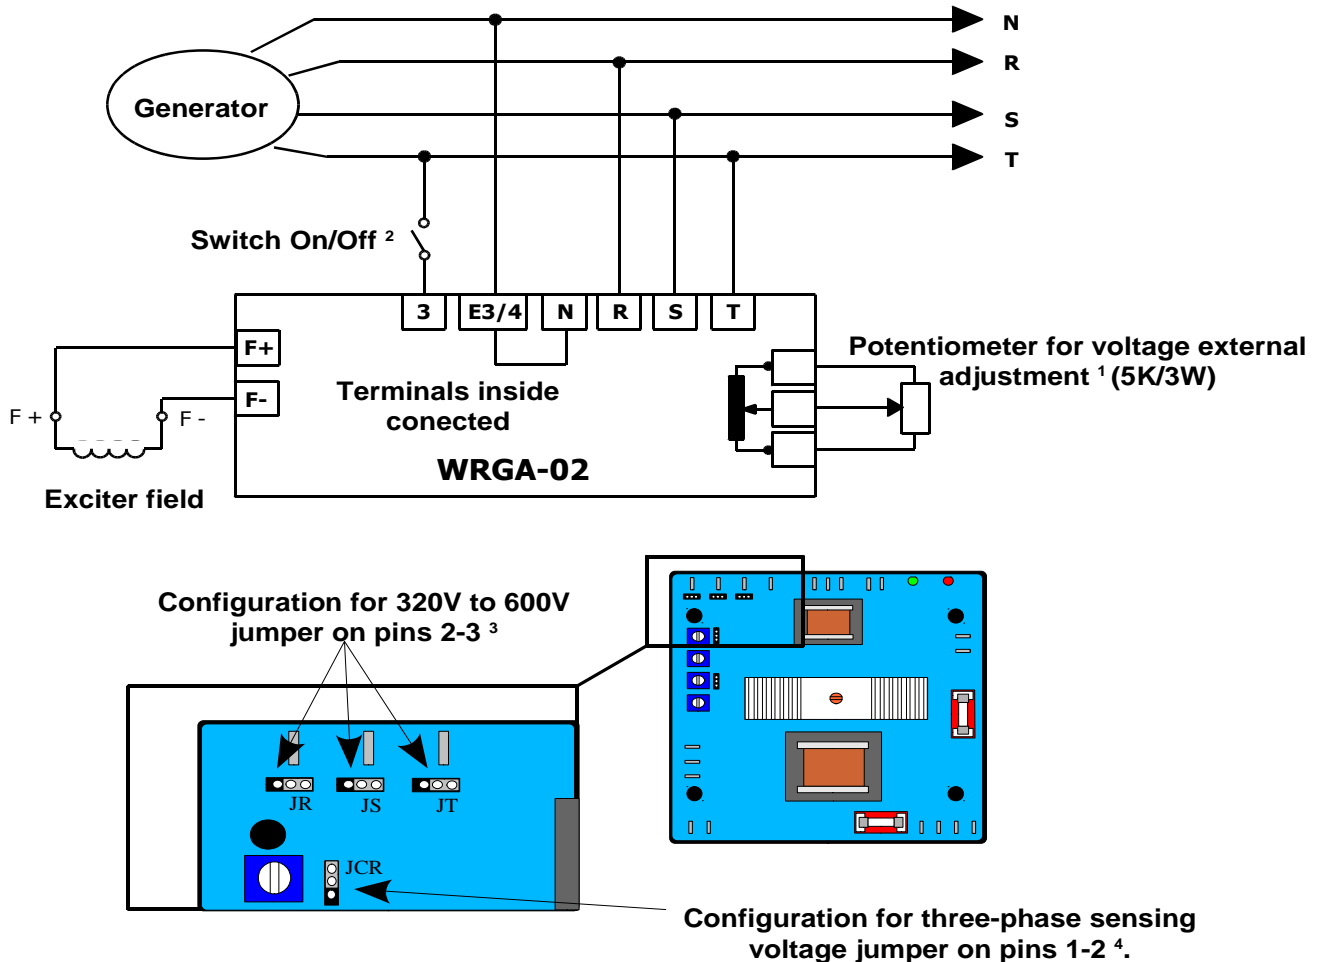 N
R
Generator
S
T
Switch On/Off ²
3 E3/4 N R S T
F+
Potentiometer for voltage external
adjustment ¹ (5K/3W)
F-
Terminals inside
conected
F + F -
WRGA-02
Exciter field
Configuration for 320V to 600V
jumper on pins 2-3 ³
JR JS JT
JCR
Configuration for three-phase sensing
voltage jumper on pins 1-2 ⁴.